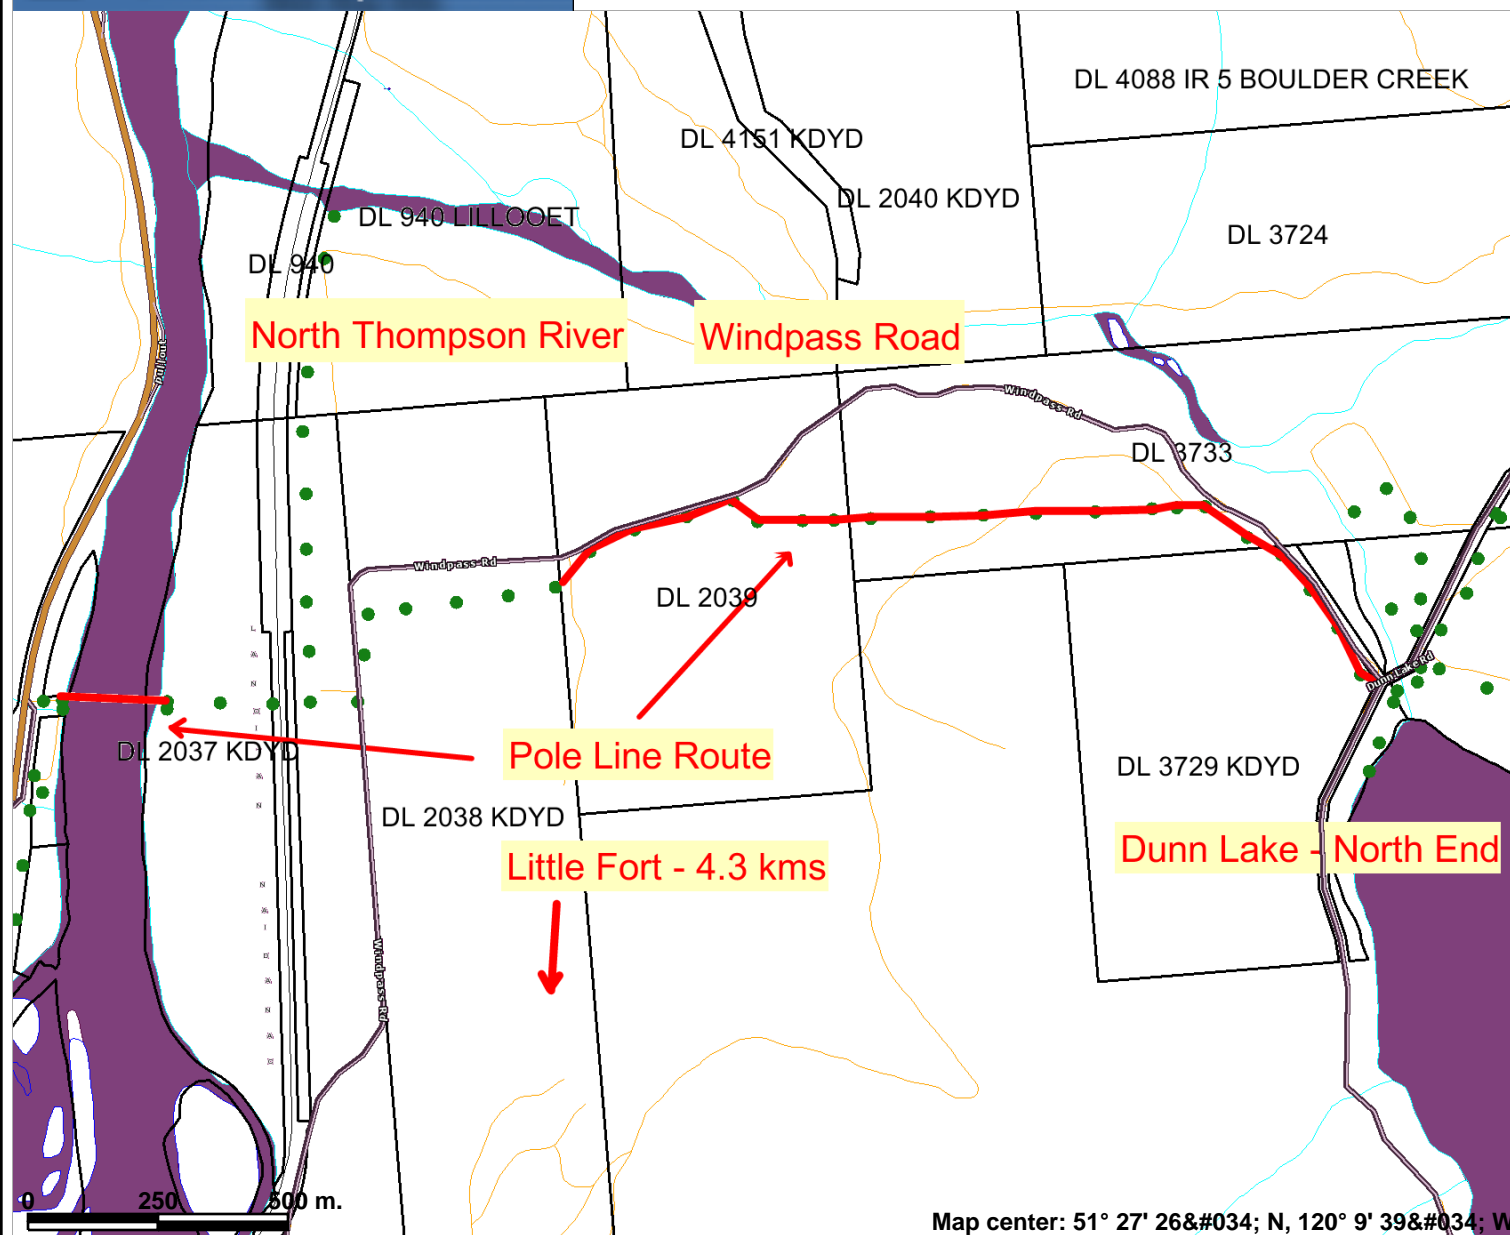 DL 4088 IR 5 BOULDER CREEK
DL 4151 KDYD
DL 2040 KDYD
DL 940 LILLOOET
DL 3724
DL 940
North Thompson River
Windpass Road
Pullout
Windpass Rd
DL 3733
Windpass Rd
DL 2039
Dunn Lake Rd
DL 2037 KDYD
Pole Line Route
DL 3729 KDYD
DL 2038 KDYD
Little Fort - 4.3 kms
Dunn Lake - North End
Windpass Rd
0 250 500 m.
Map center: 51° 27' 26&#034; N, 120° 9' 39&#034; W